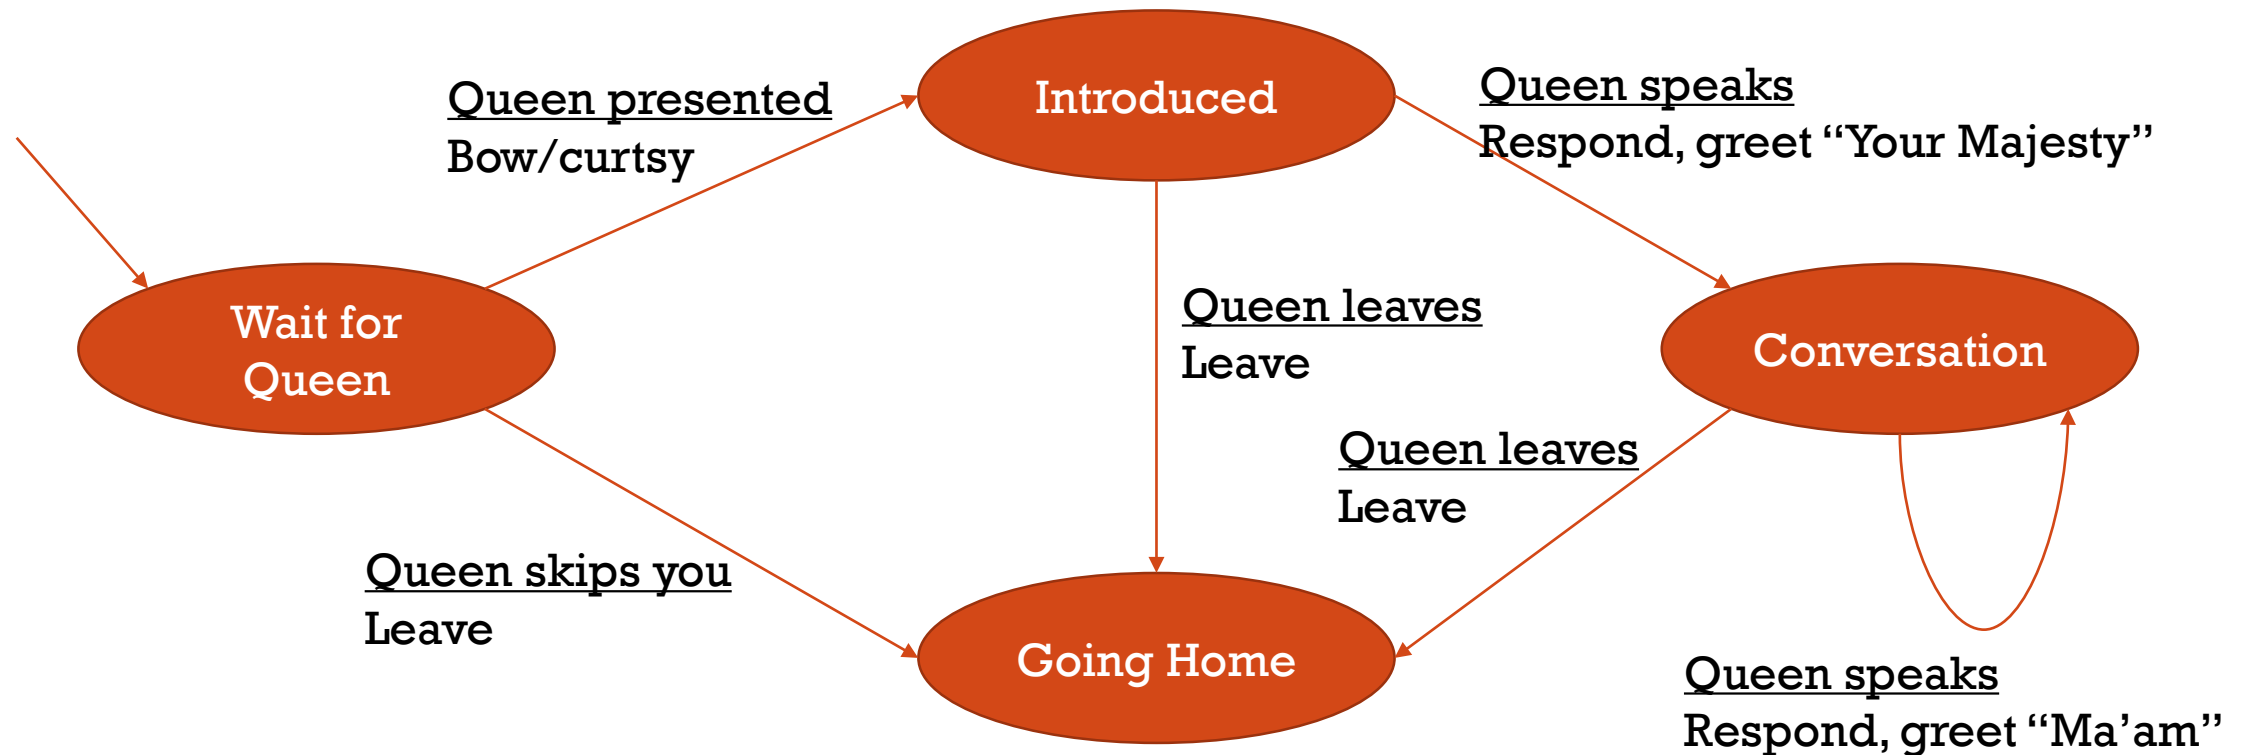 Queen presented
Bow/curtsy
Introduced
Queen speaks
Respond, greet “Your Majesty”
Wait for
Queen
Queen leaves
Leave
Conversation
Queen leaves
Leave
Queen skips you
Leave
Going Home
Queen speaks
Respond, greet “Ma’am”